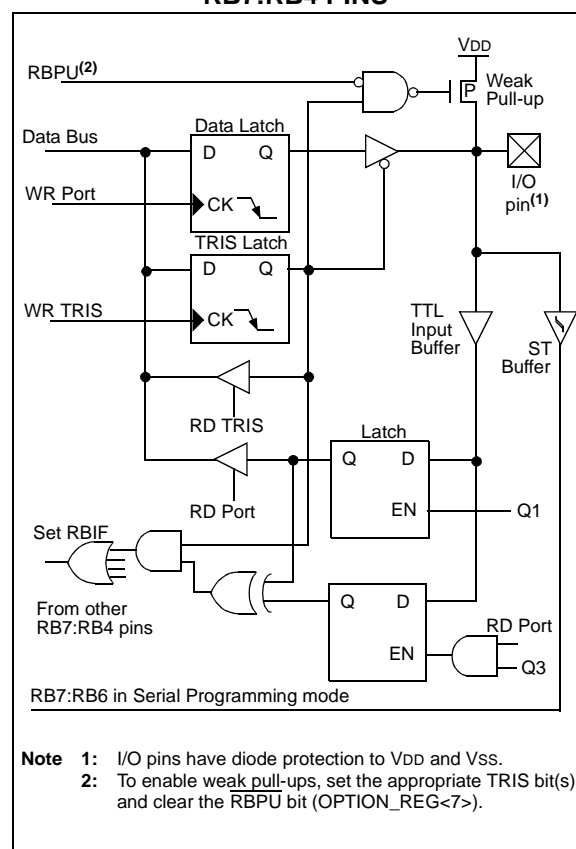 RB7:RB4 PINS
VDD
RBPU(2)
P
Weak
Pull-up
Data Bus
Data Latch
D Q
WR Port
CK
I/O
pin(1)
TRIS Latch
D Q
WR TRIS
CK
TTL
Input
Buffer
ST
Buffer
RD TRIS
Latch
Q D
RD Port
EN
Q1
Set RBIF
From other
RB7:RB4 pins
Q D
RD Port
EN
Q3
RB7:RB6 in Serial Programming mode
Note 1: I/O pins have diode protection to VDD and VSS.
2: To enable weak pull-ups, set the appropriate TRIS bit(s)
and clear the RBPU bit (OPTION_REG<7>).